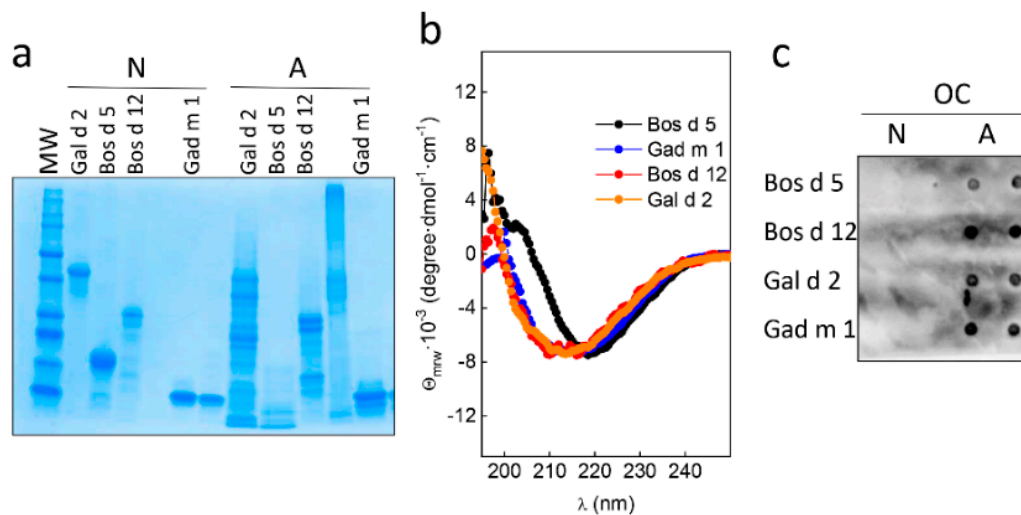 a
N
A
MW
Gal d 2
Bos d 5
Bos d 12
Gad m 1
Gal d 2
Bos d 5
Bos d 12
Gad m 1
b
12
8
4
0
-4
-8
-12
Θmrw·10⁻³ (degree·dmol⁻¹·cm⁻¹)
Bos d 5
Gad m 1
Bos d 12
Gal d 2
200 210 220 230 240
λ (nm)
c
OC
N A
Bos d 5
Bos d 12
Gal d 2
Gad m 1